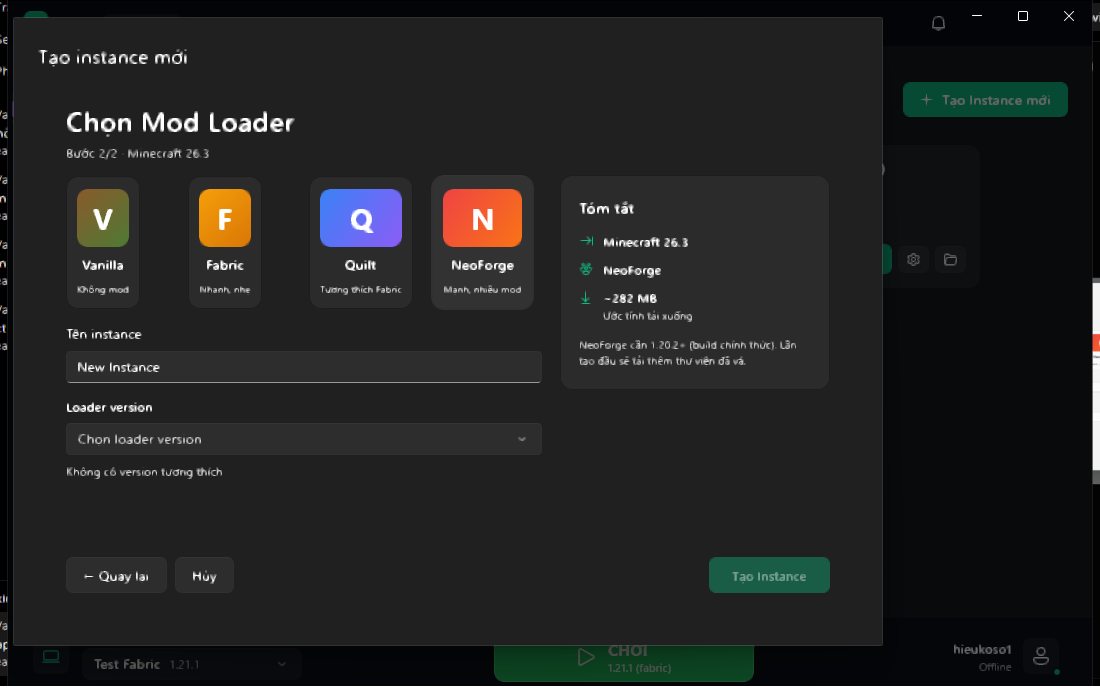 Tạo instance mới
+ Tạo Instance mới
Chọn Mod Loader
Bước 2/2 · Minecraft 26.3
V
Vanilla
Không mod
F
Fabric
Nhanh, nhẹ
Q
Quilt
Tương thích Fabric
N
NeoForge
Mạnh, nhiều mod
Tên instance
New Instance
Loader version
Chọn loader version
Không có version tương thích
Tóm tắt
Minecraft 26.3
NeoForge
~282 MB
Ước tính tải xuống
NeoForge cần 1.20.2+ (build chính thức). Lần
tạo đầu sẽ tải thêm thư viện đã vá.
← Quay lại
Hủy
Tạo Instance
Test Fabric 1.21.1
CHƠI
1.21.1 (fabric)
hieukoso1
Offline